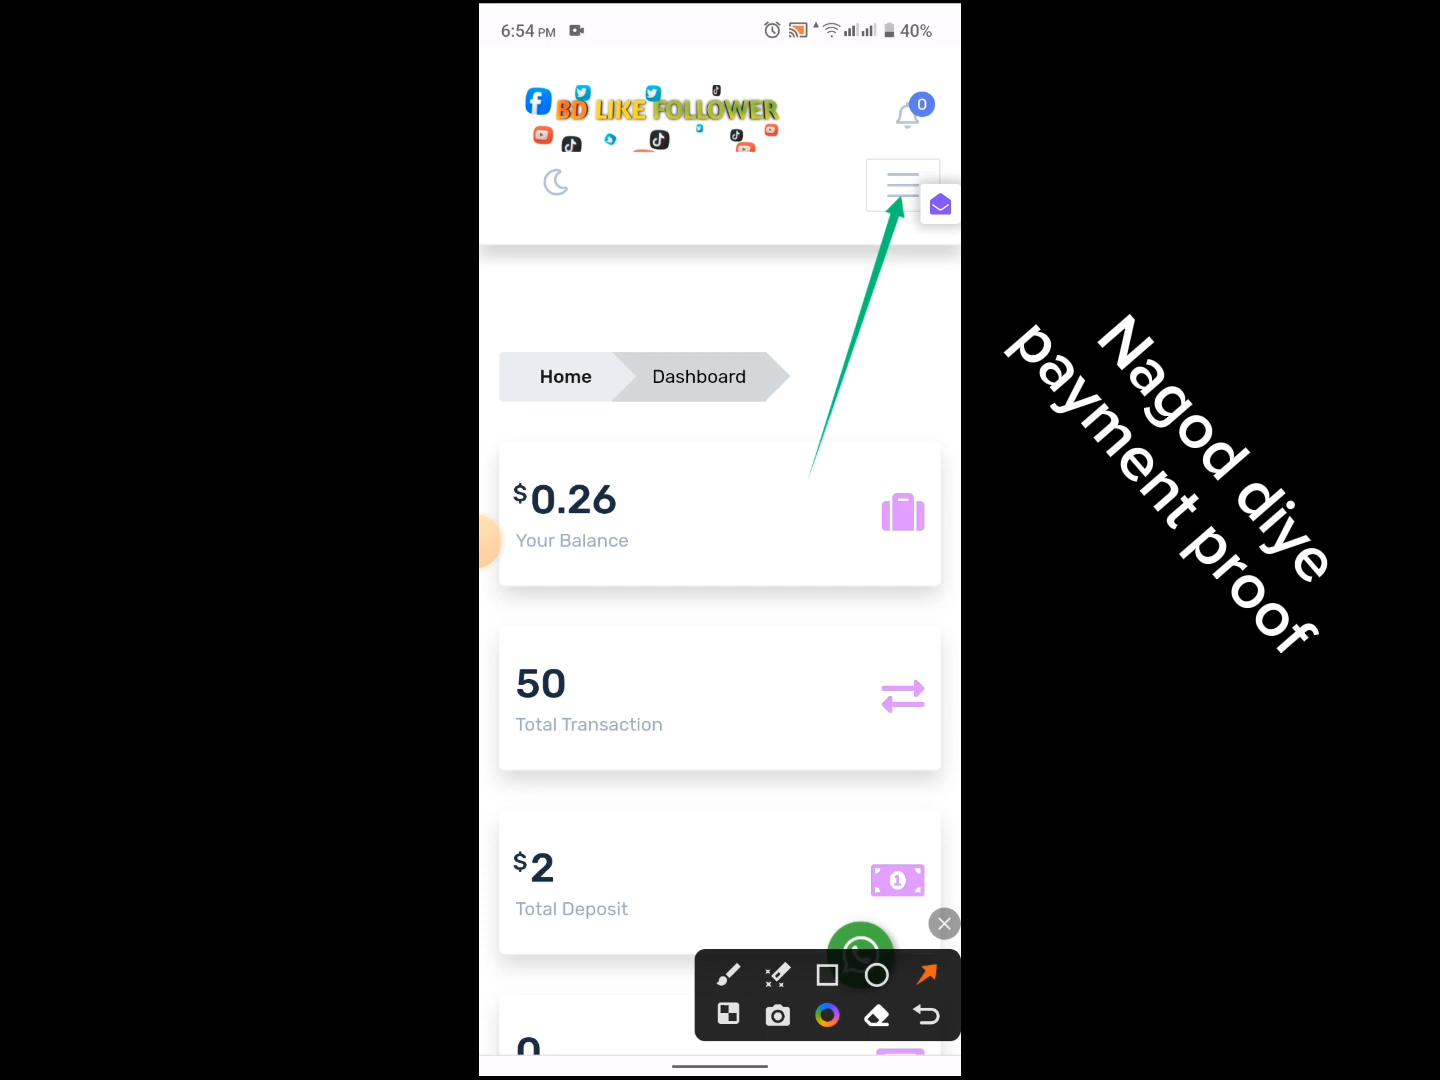 6:54 PM
40%
BD LIKE FOLLOWER
0
Home
Dashboard
$0.26
Your Balance
50
Total Transaction
$2
Total Deposit
0
Nagod diye
payment proof